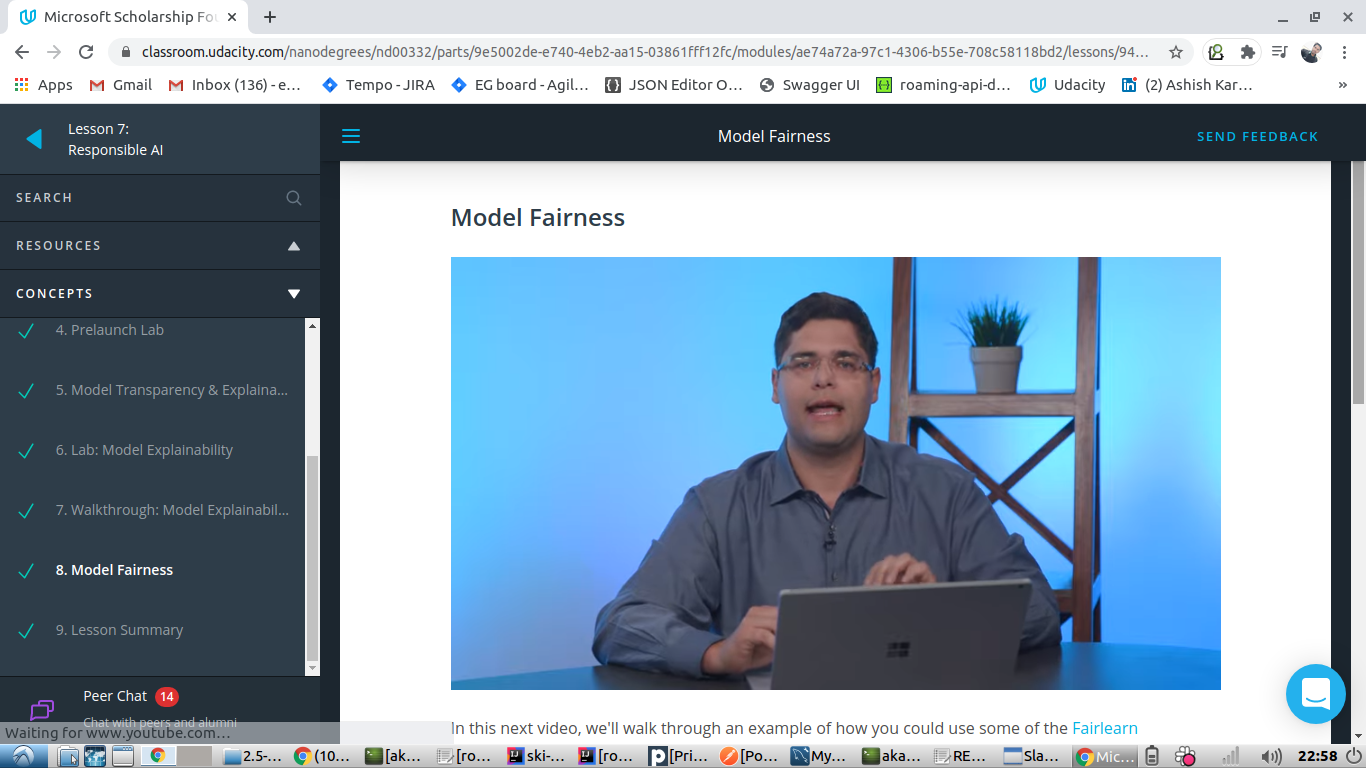 Microsoft Scholarship Fou
classroom.udacity.com/nanodegrees/nd00332/parts/9e5002de-e740-4eb2-aa15-03861fff12fc/modules/ae74a72a-97c1-4306-b55e-708c58118bd2/lessons/94...
Apps Gmail Inbox (136) - e... Tempo - JIRA EG board - Agil... JSON Editor O... Swagger UI roaming-api-d... Udacity (2) Ashish Kar... »
Lesson 7:
Responsible AI
Model Fairness
SEND FEEDBACK
SEARCH
RESOURCES
CONCEPTS
4. Prelaunch Lab
5. Model Transparency & Explaina...
6. Lab: Model Explainability
7. Walkthrough: Model Explainabil...
8. Model Fairness
9. Lesson Summary
Peer Chat 14
Chat with peers and alumni
Waiting for www.youtube.com...
Model Fairness
In this next video, we'll walk through an example of how you could use some of the Fairlearn
2.5-... (10... [ak... [ro... ski-... [ro... [Pri... [Po... My... aka... RE... Sla... Mic... 22:58